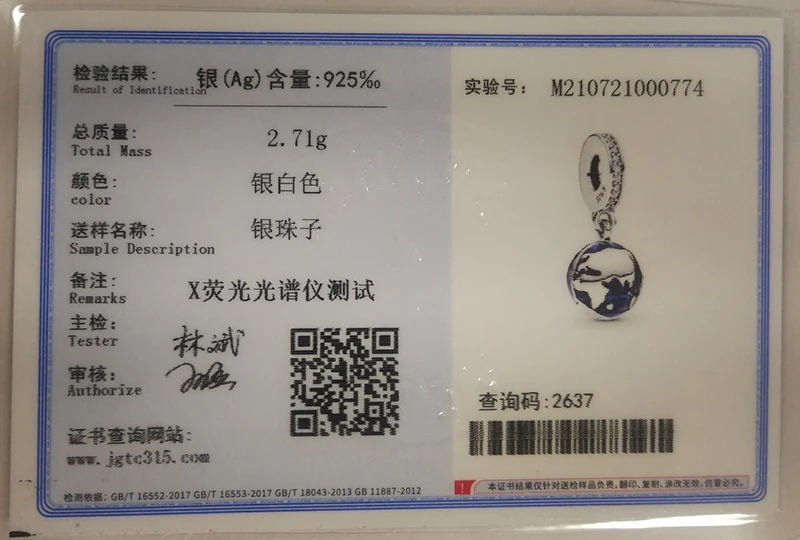 检验结果: 银(Ag)含量:925‰
Result of Identification
总质量: 2.71g
Total Mass
颜色: 银白色
color
送样名称: 银珠子
Sample Description
备注: X荧光光谱仪测试
Remarks
主检: 林斌
Tester
审核:
Authorize
证书查询网站:
www.jgtc315.com
检测依据: GB/T 16552-2017 GB/T 16553-2017 GB/T 18043-2013 GB 11887-2012
实验号: M210721000774
查询码:2637
! 本证书结果仅针对送检样品负责,翻印、复制、涂改无效,仿冒必究。